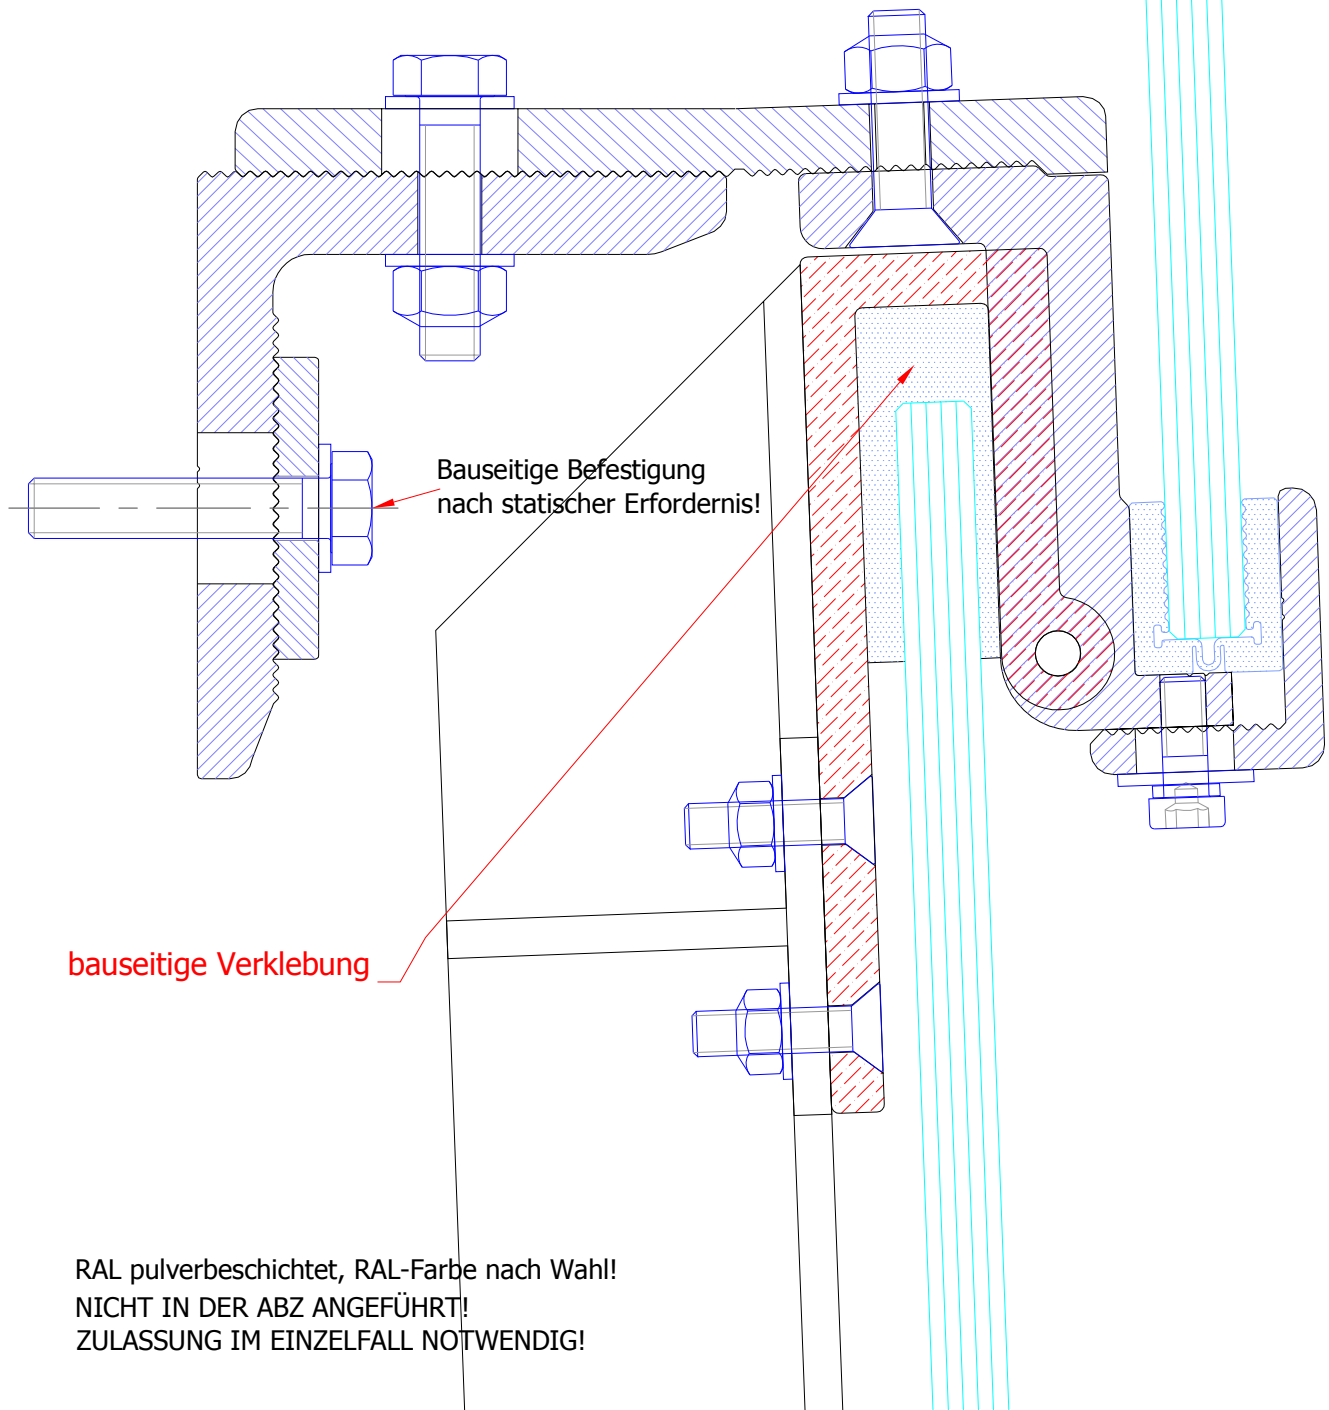 Bauseitige Befestigung
nach statischer Erfordernis!
bauseitige Verklebung
RAL pulverbeschichtet, RAL-Farbe nach Wahl!
NICHT IN DER ABZ ANGEFÜHRT!
ZULASSUNG IM EINZELFALL NOTWENDIG!